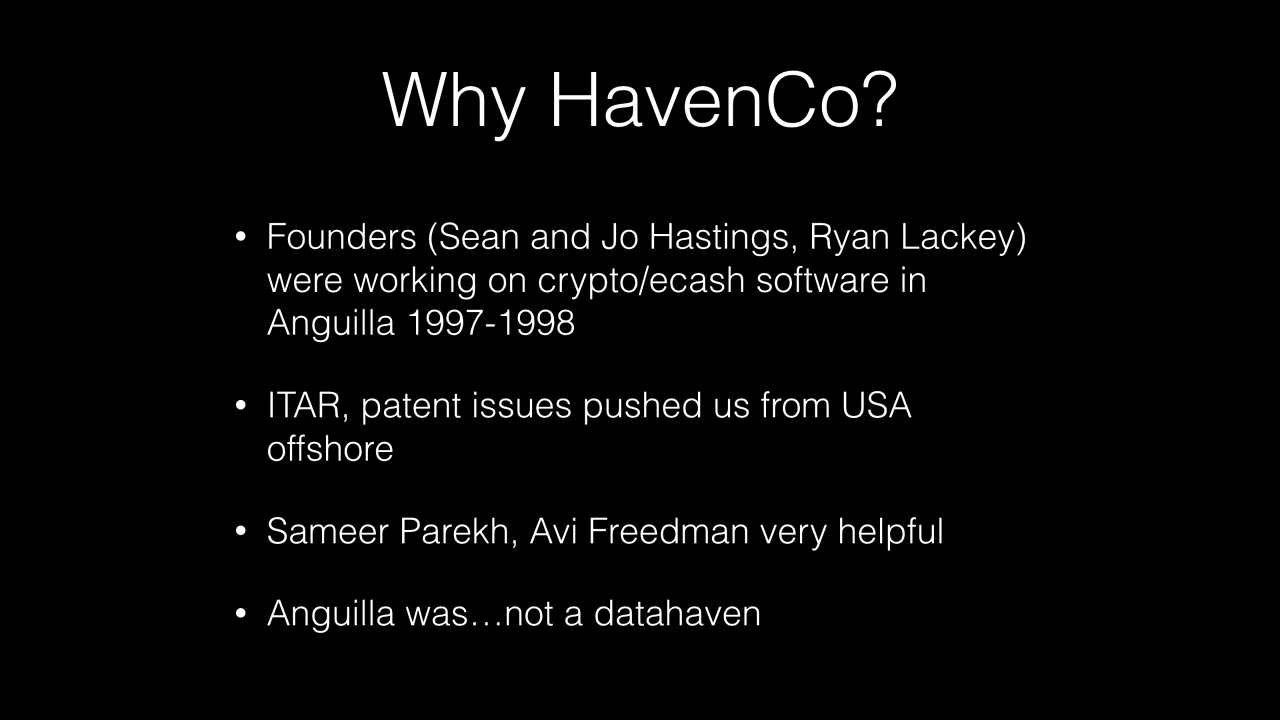 Why HavenCo?
• Founders (Sean and Jo Hastings, Ryan Lackey)
were working on crypto/ecash software in
Anguilla 1997-1998
• ITAR, patent issues pushed us from USA
offshore
• Sameer Parekh, Avi Freedman very helpful
• Anguilla was…not a datahaven